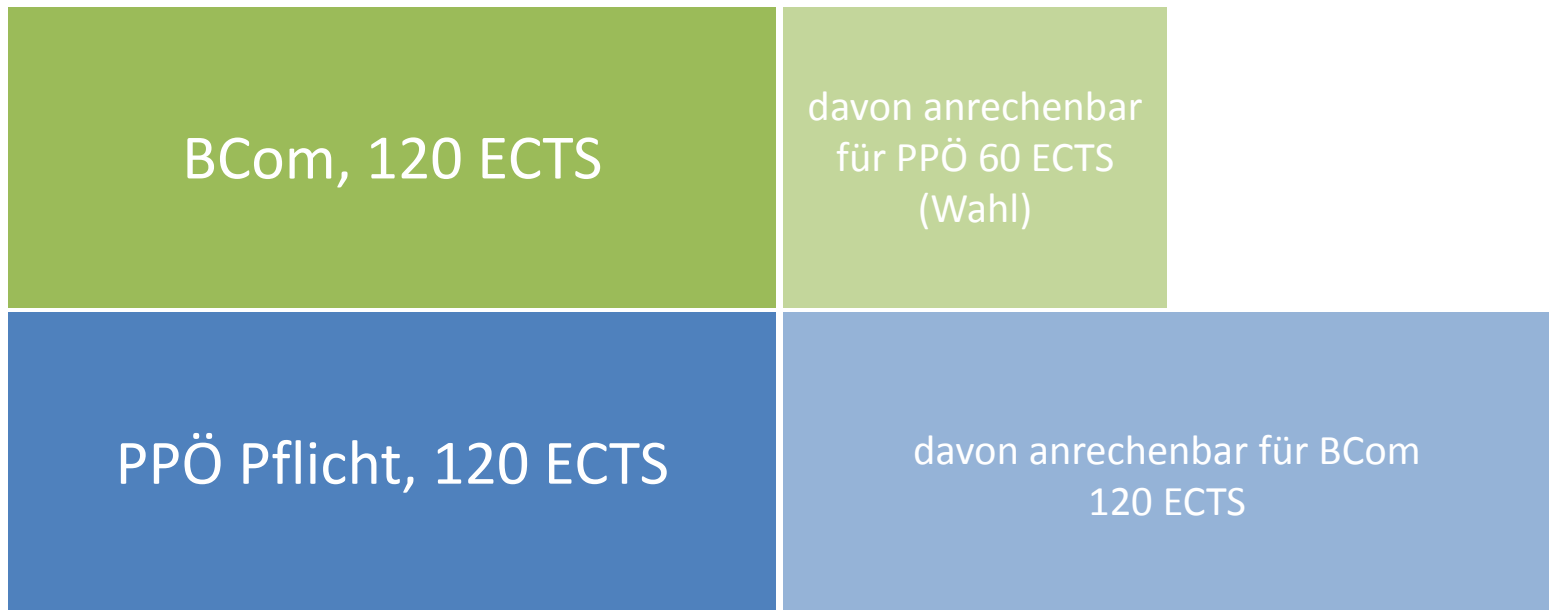 BCom, 120 ECTS
davon anrechenbar
für PPÖ 60 ECTS
(Wahl)
PPÖ Pflicht, 120 ECTS
davon anrechenbar für BCom
120 ECTS